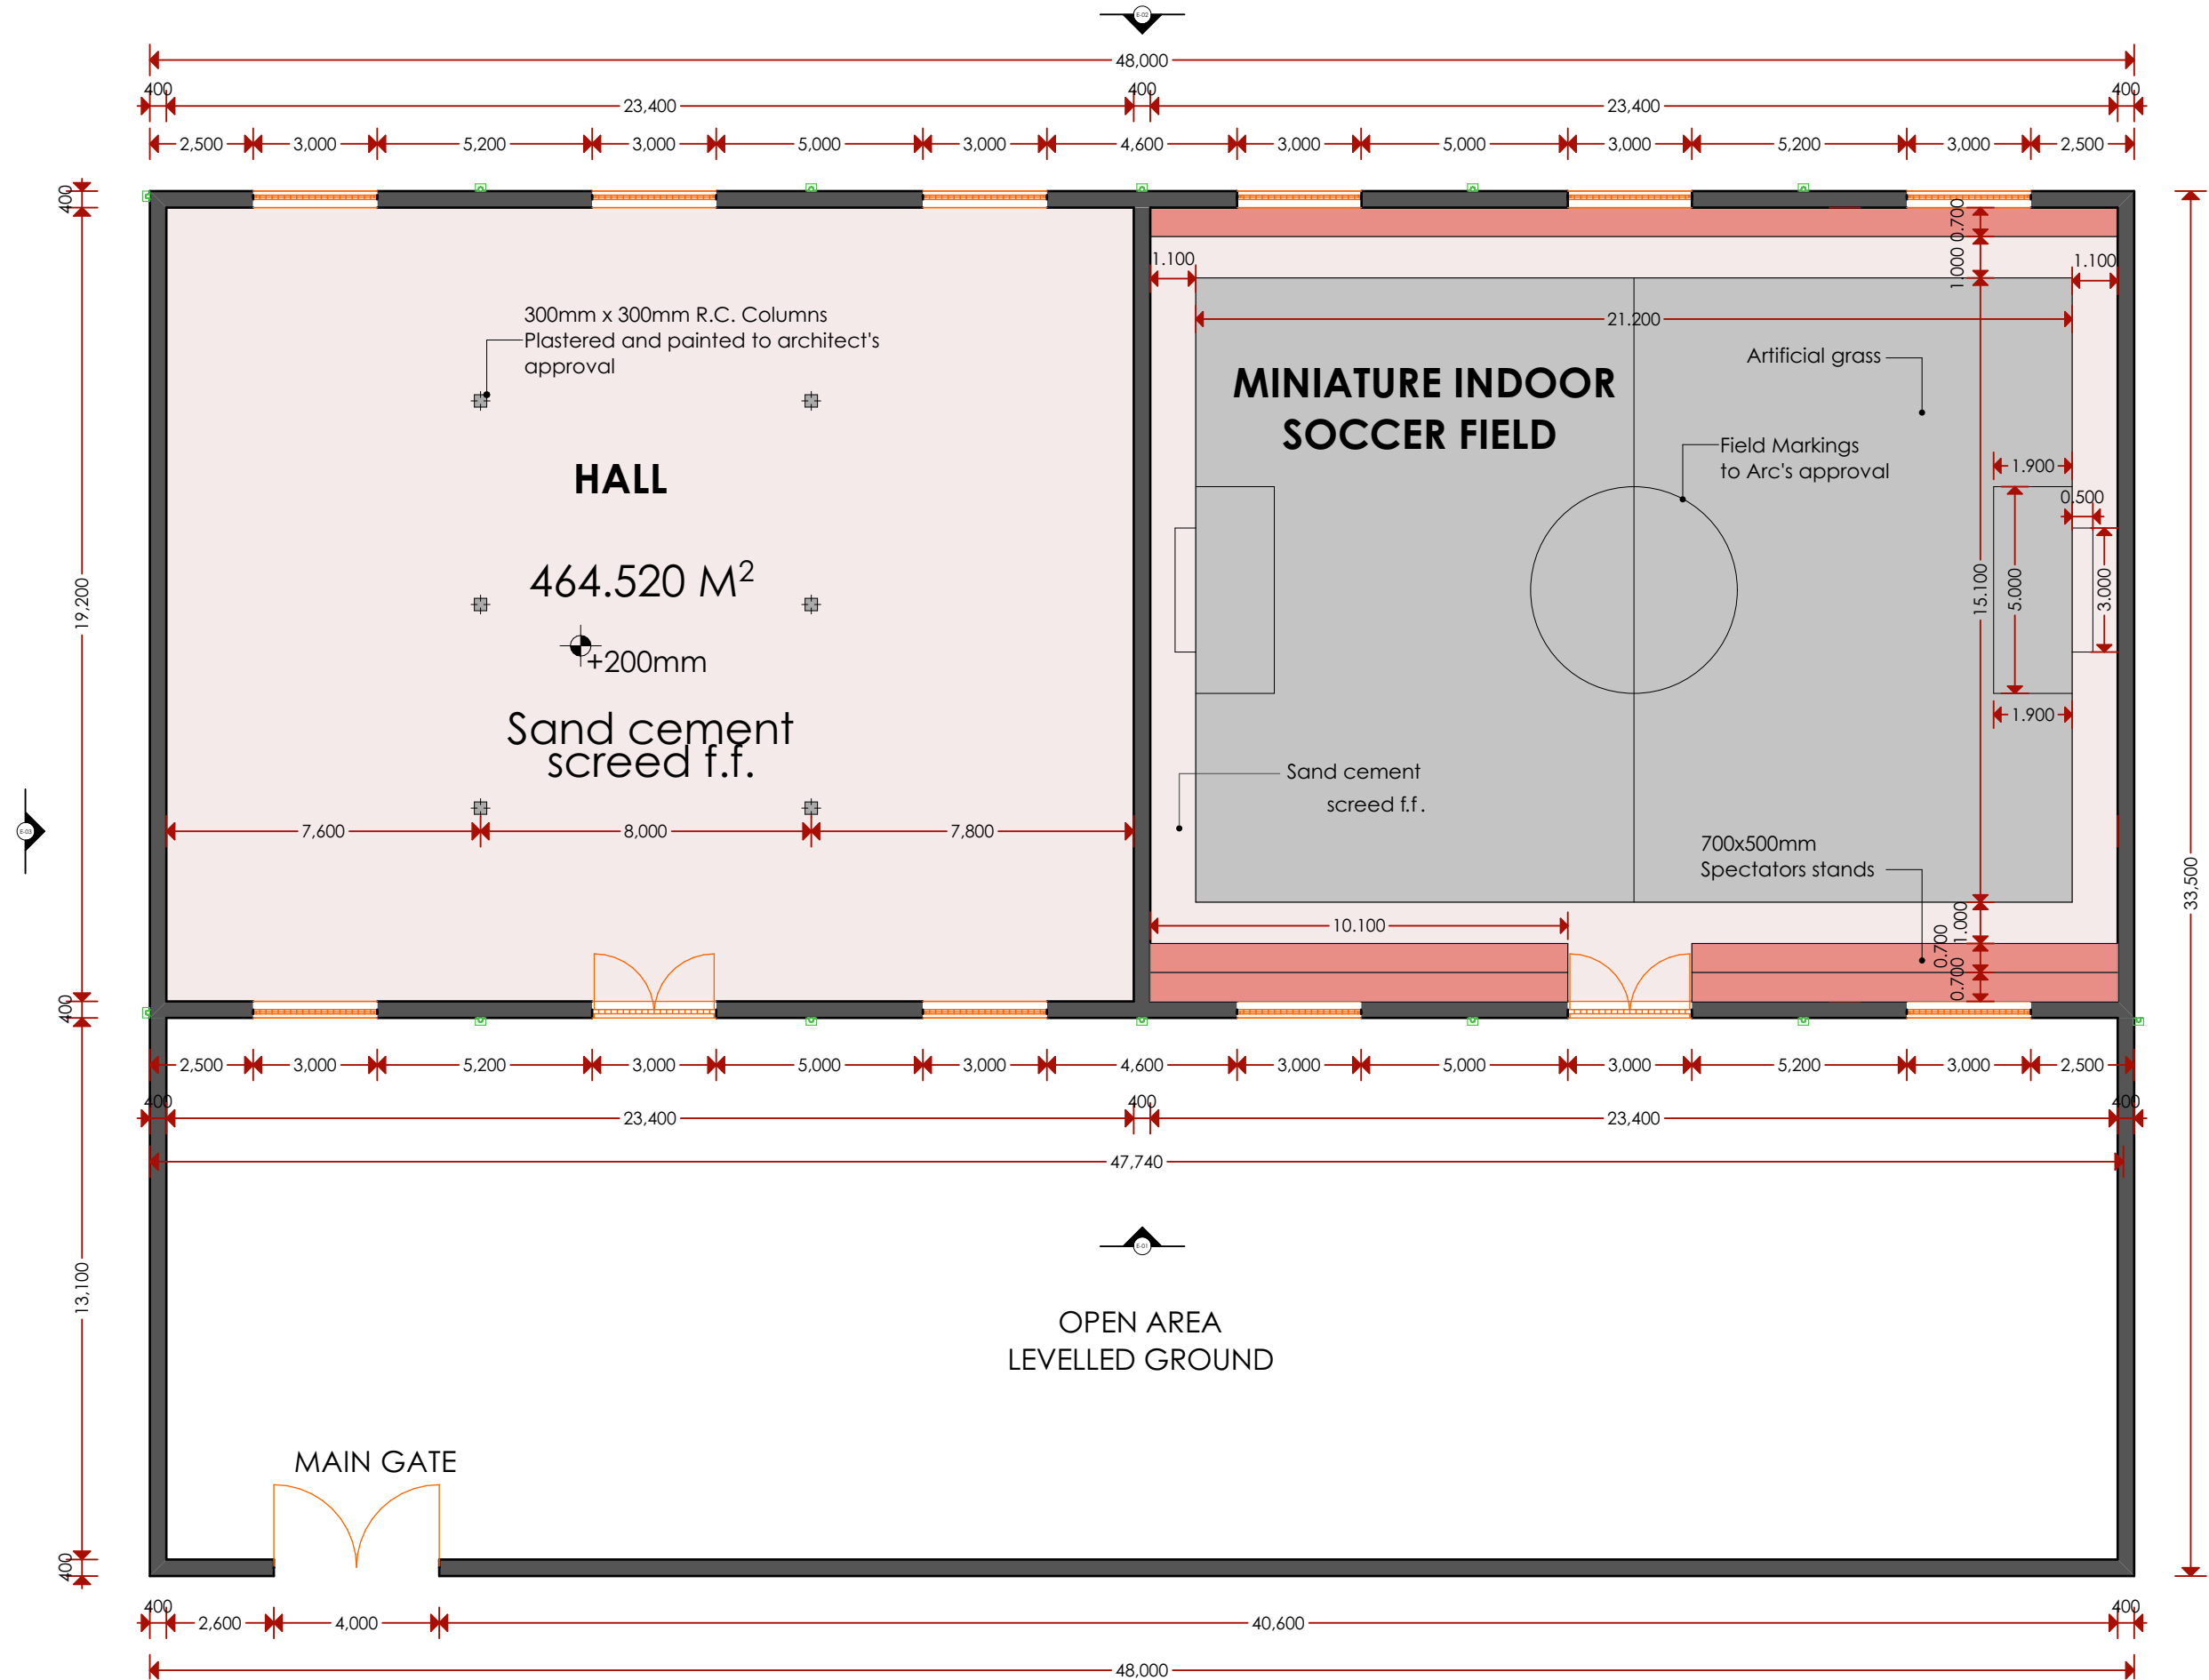 E-02
48,000
400
400
400
23,400
23,400
2,500
3,000
5,200
3,000
5,000
3,000
4,600
3,000
5,000
3,000
5,200
3,000
2,500
400
0.700
1.000
1.100
1.100
300mm x 300mm R.C. Columns
Plastered and painted to architect's
approval
21.200
MINIATURE INDOOR
SOCCER FIELD
Artificial grass
Field Markings
to Arc's approval
HALL
464.520 M²
+200mm
Sand cement
screed f.f.
1.900
0.500
15.100
5.000
3.000
1.900
19,200
33,500
E-03
7,600
8,000
7,800
Sand cement
screed f.f.
700x500mm
Spectators stands
10.100
1.000
0.700
0.700
400
2,500
3,000
5,200
3,000
5,000
3,000
4,600
3,000
5,000
3,000
5,200
3,000
2,500
400
400
400
23,400
23,400
47,740
E-01
13,100
OPEN AREA
LEVELLED GROUND
MAIN GATE
400
400
2,600
4,000
40,600
400
48,000